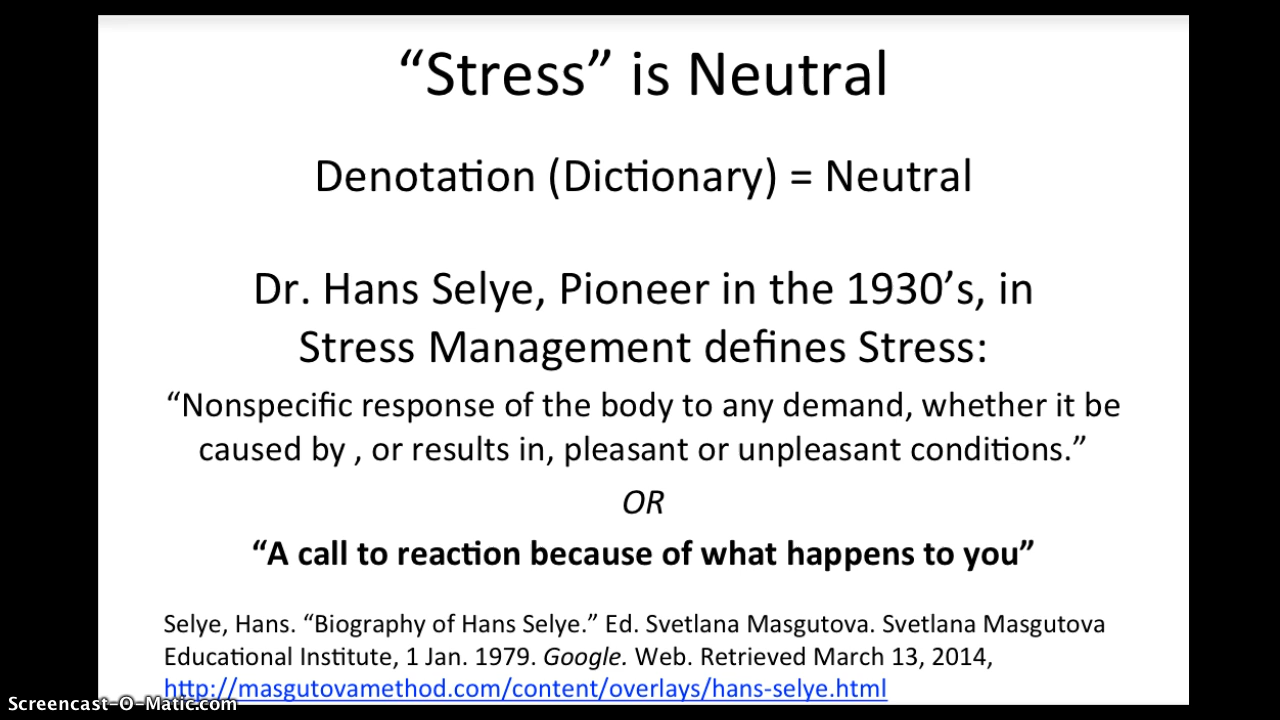 “Stress” is Neutral
Denotation (Dictionary) = Neutral
Dr. Hans Selye, Pioneer in the 1930’s, in
Stress Management defines Stress:
“Nonspecific response of the body to any demand, whether it be
caused by , or results in, pleasant or unpleasant conditions.”
OR
“A call to reaction because of what happens to you”
Selye, Hans. “Biography of Hans Selye.” Ed. Svetlana Masgutova. Svetlana Masgutova
Educational Institute, 1 Jan. 1979. Google. Web. Retrieved March 13, 2014,
http://masgutovamethod.com/content/overlays/hans-selye.html
Screencast-O-Matic.com